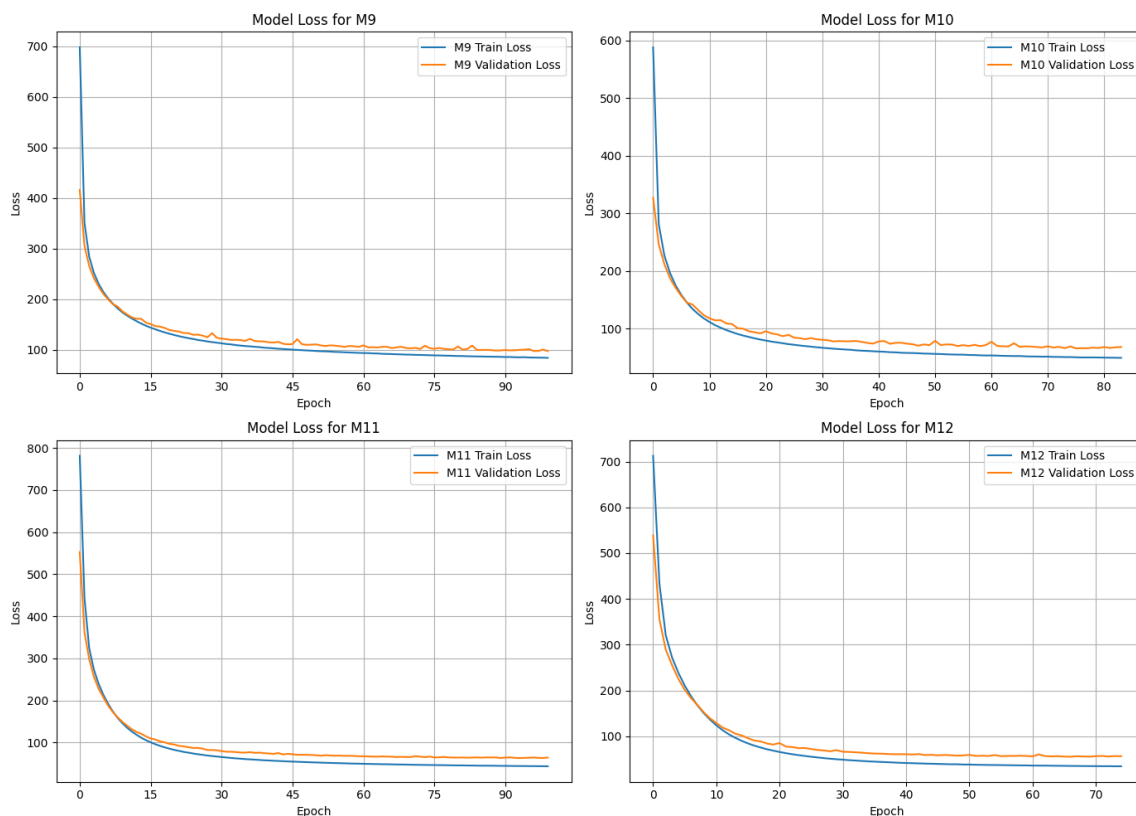 Model Loss for M9
M9 Train Loss
M9 Validation Loss
700
600
500
400
300
200
100
Loss
0
15
30
45
60
75
90
Epoch
Model Loss for M10
M10 Train Loss
M10 Validation Loss
600
500
400
300
200
100
Loss
0
10
20
30
40
50
60
70
80
Epoch
Model Loss for M11
M11 Train Loss
M11 Validation Loss
800
700
600
500
400
300
200
100
Loss
0
15
30
45
60
75
90
Epoch
Model Loss for M12
M12 Train Loss
M12 Validation Loss
700
600
500
400
300
200
100
Loss
0
10
20
30
40
50
60
70
Epoch